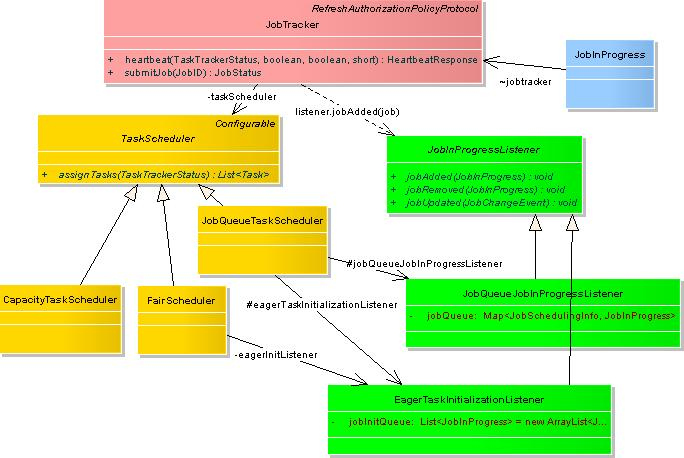 RefreshAuthorizationPolicyProtocol
JobTracker
+ heartbeat(TaskTrackerStatus, boolean, boolean, short) : HeartbeatResponse
+ submitJob(JobID) : JobStatus
JobInProgress
~jobtracker
-taskScheduler
listener.jobAdded(job)
Configurable
TaskScheduler
+ assignTasks(TaskTrackerStatus) : List<Task>
JobInProgressListener
+ jobAdded(JobInProgress) : void
+ jobRemoved(JobInProgress) : void
+ jobUpdated(JobChangeEvent) : void
JobQueueTaskScheduler
#jobQueueJobInProgressListener
CapacityTaskScheduler
FairScheduler
#eagerTaskInitializationListener
JobQueueJobInProgressListener
- jobQueue: Map<JobSchedulingInfo, JobInProgress>
-eagerInitListener
EagerTaskInitializationListener
- jobInitQueue: List<JobInProgress> = new ArrayList<J...